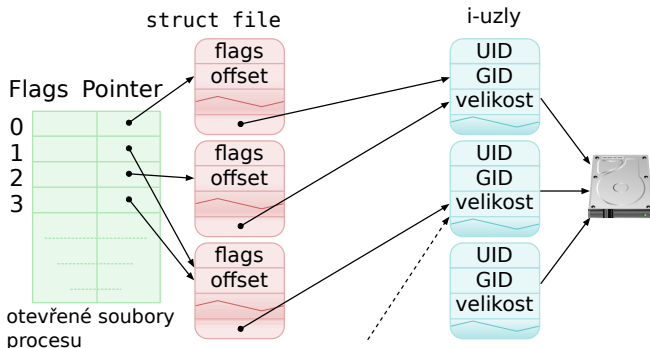 struct file
i-uzly
Flags Pointer
0
1
2
3
otevřené soubory
procesu
flags
offset
flags
offset
flags
offset
UID
GID
velikost
UID
GID
velikost
UID
GID
velikost